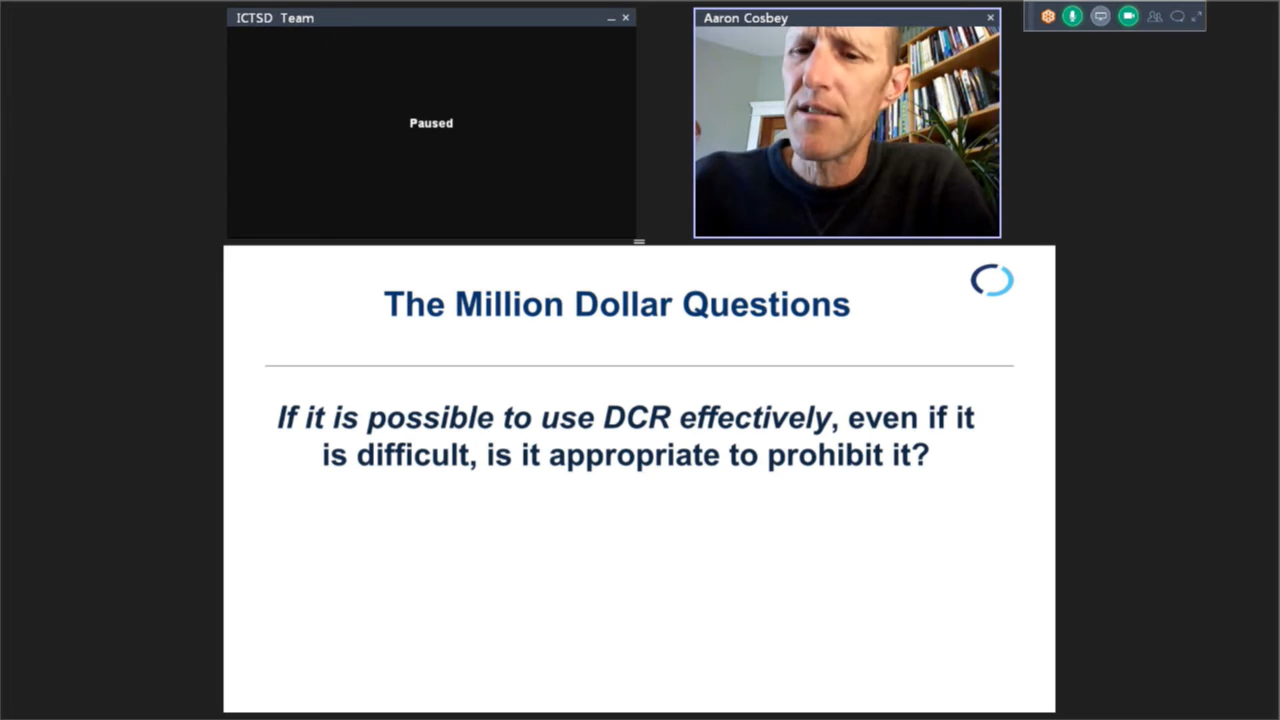 ICTSD Team
Aaron Cosbey
Paused
The Million Dollar Questions
If it is possible to use DCR effectively, even if it
is difficult, is it appropriate to prohibit it?